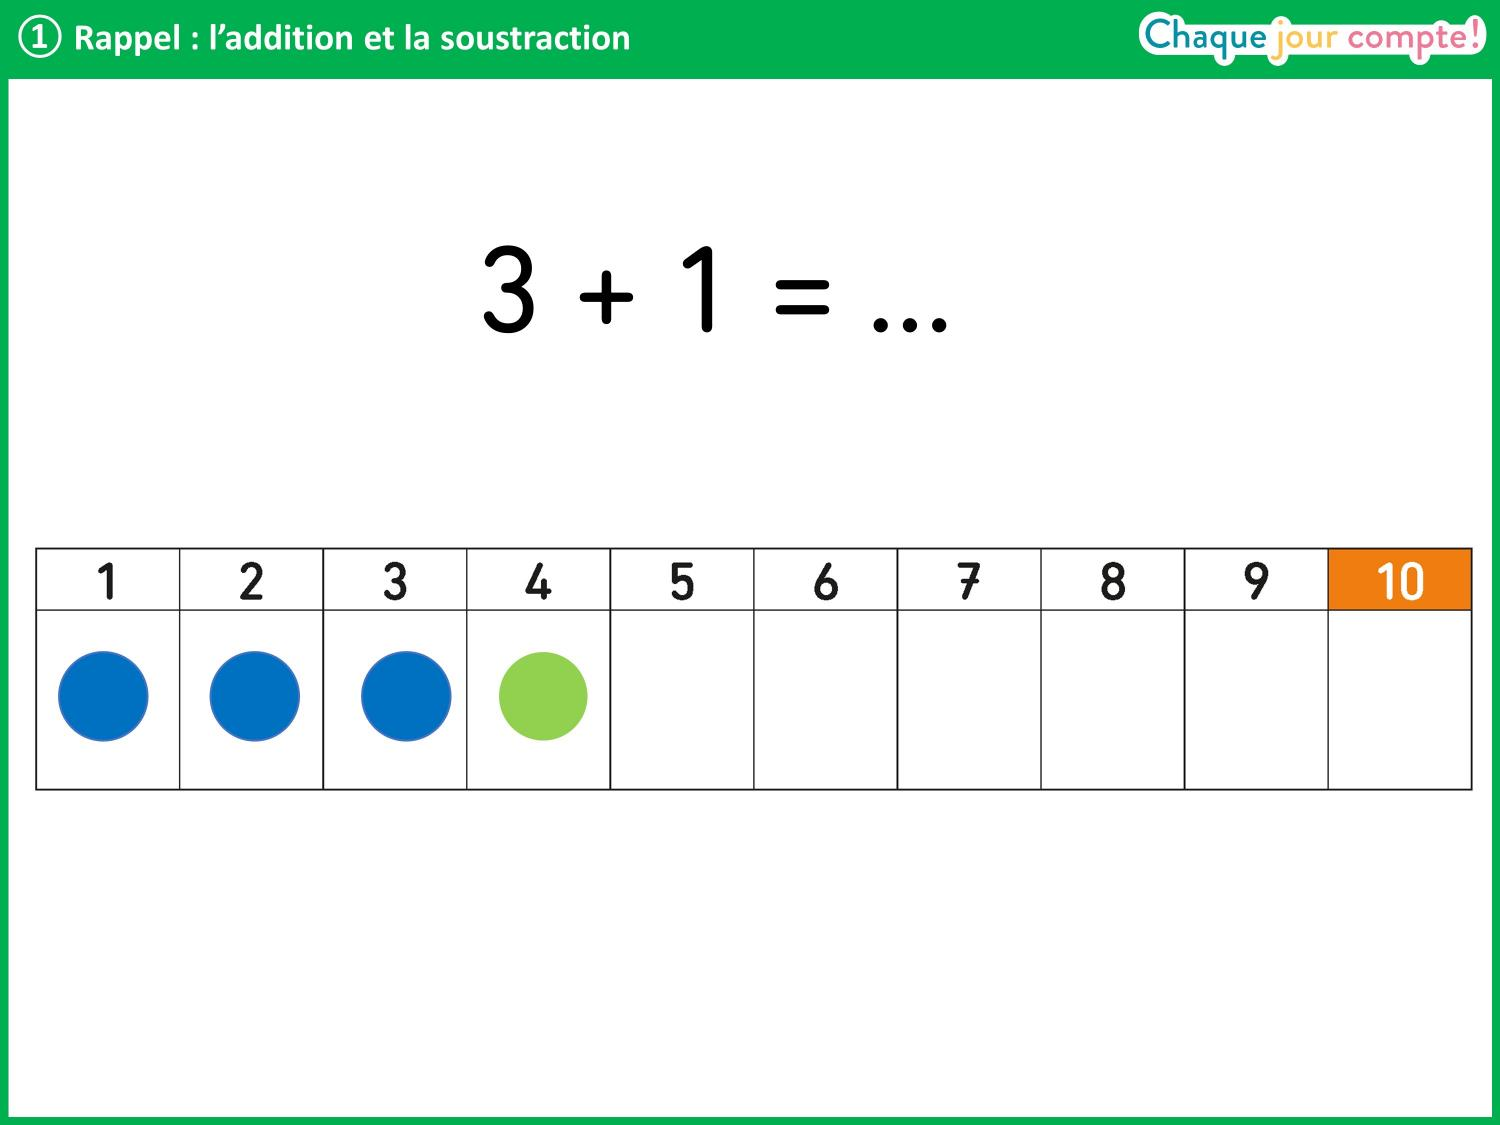 ① Rappel : l’addition et la soustraction
Chaque jour compte!
3 + 1 = ...
1 2 3 4 5 6 7 8 9 10